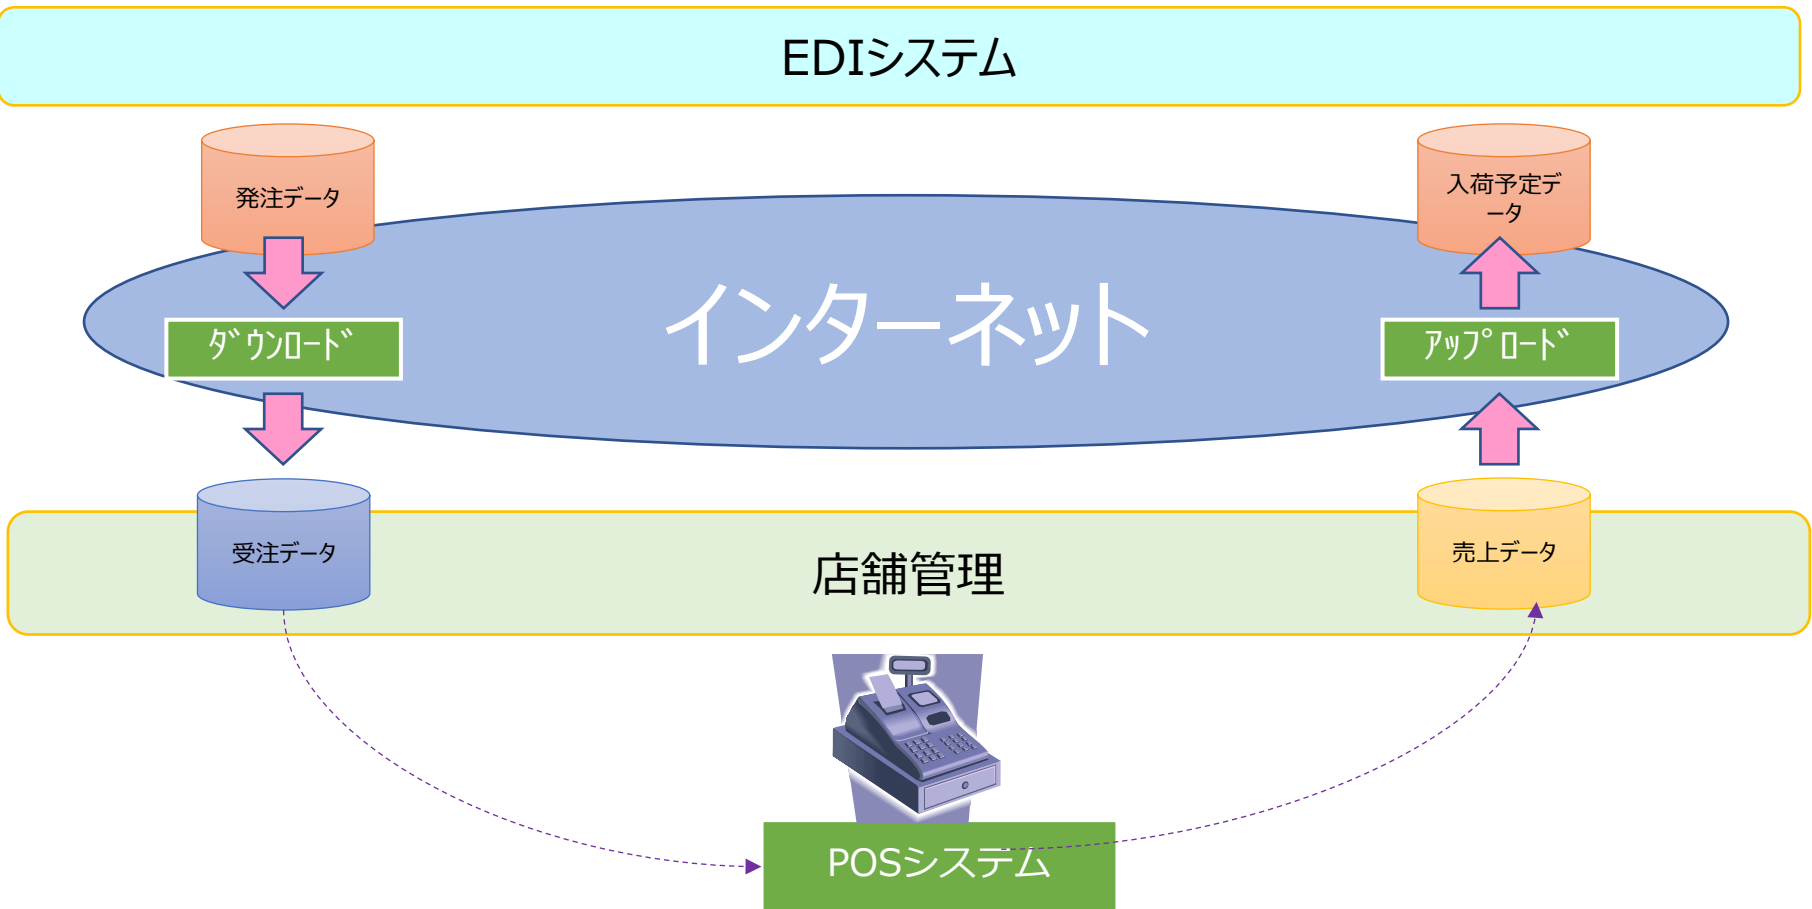 EDIシステム
発注データ
入荷予定デ
ータ
インターネット
ﾀﾞｳﾝﾛｰﾄﾞ
ｱｯﾌﾟﾛｰﾄﾞ
受注データ
店舗管理
売上データ
POSシステム